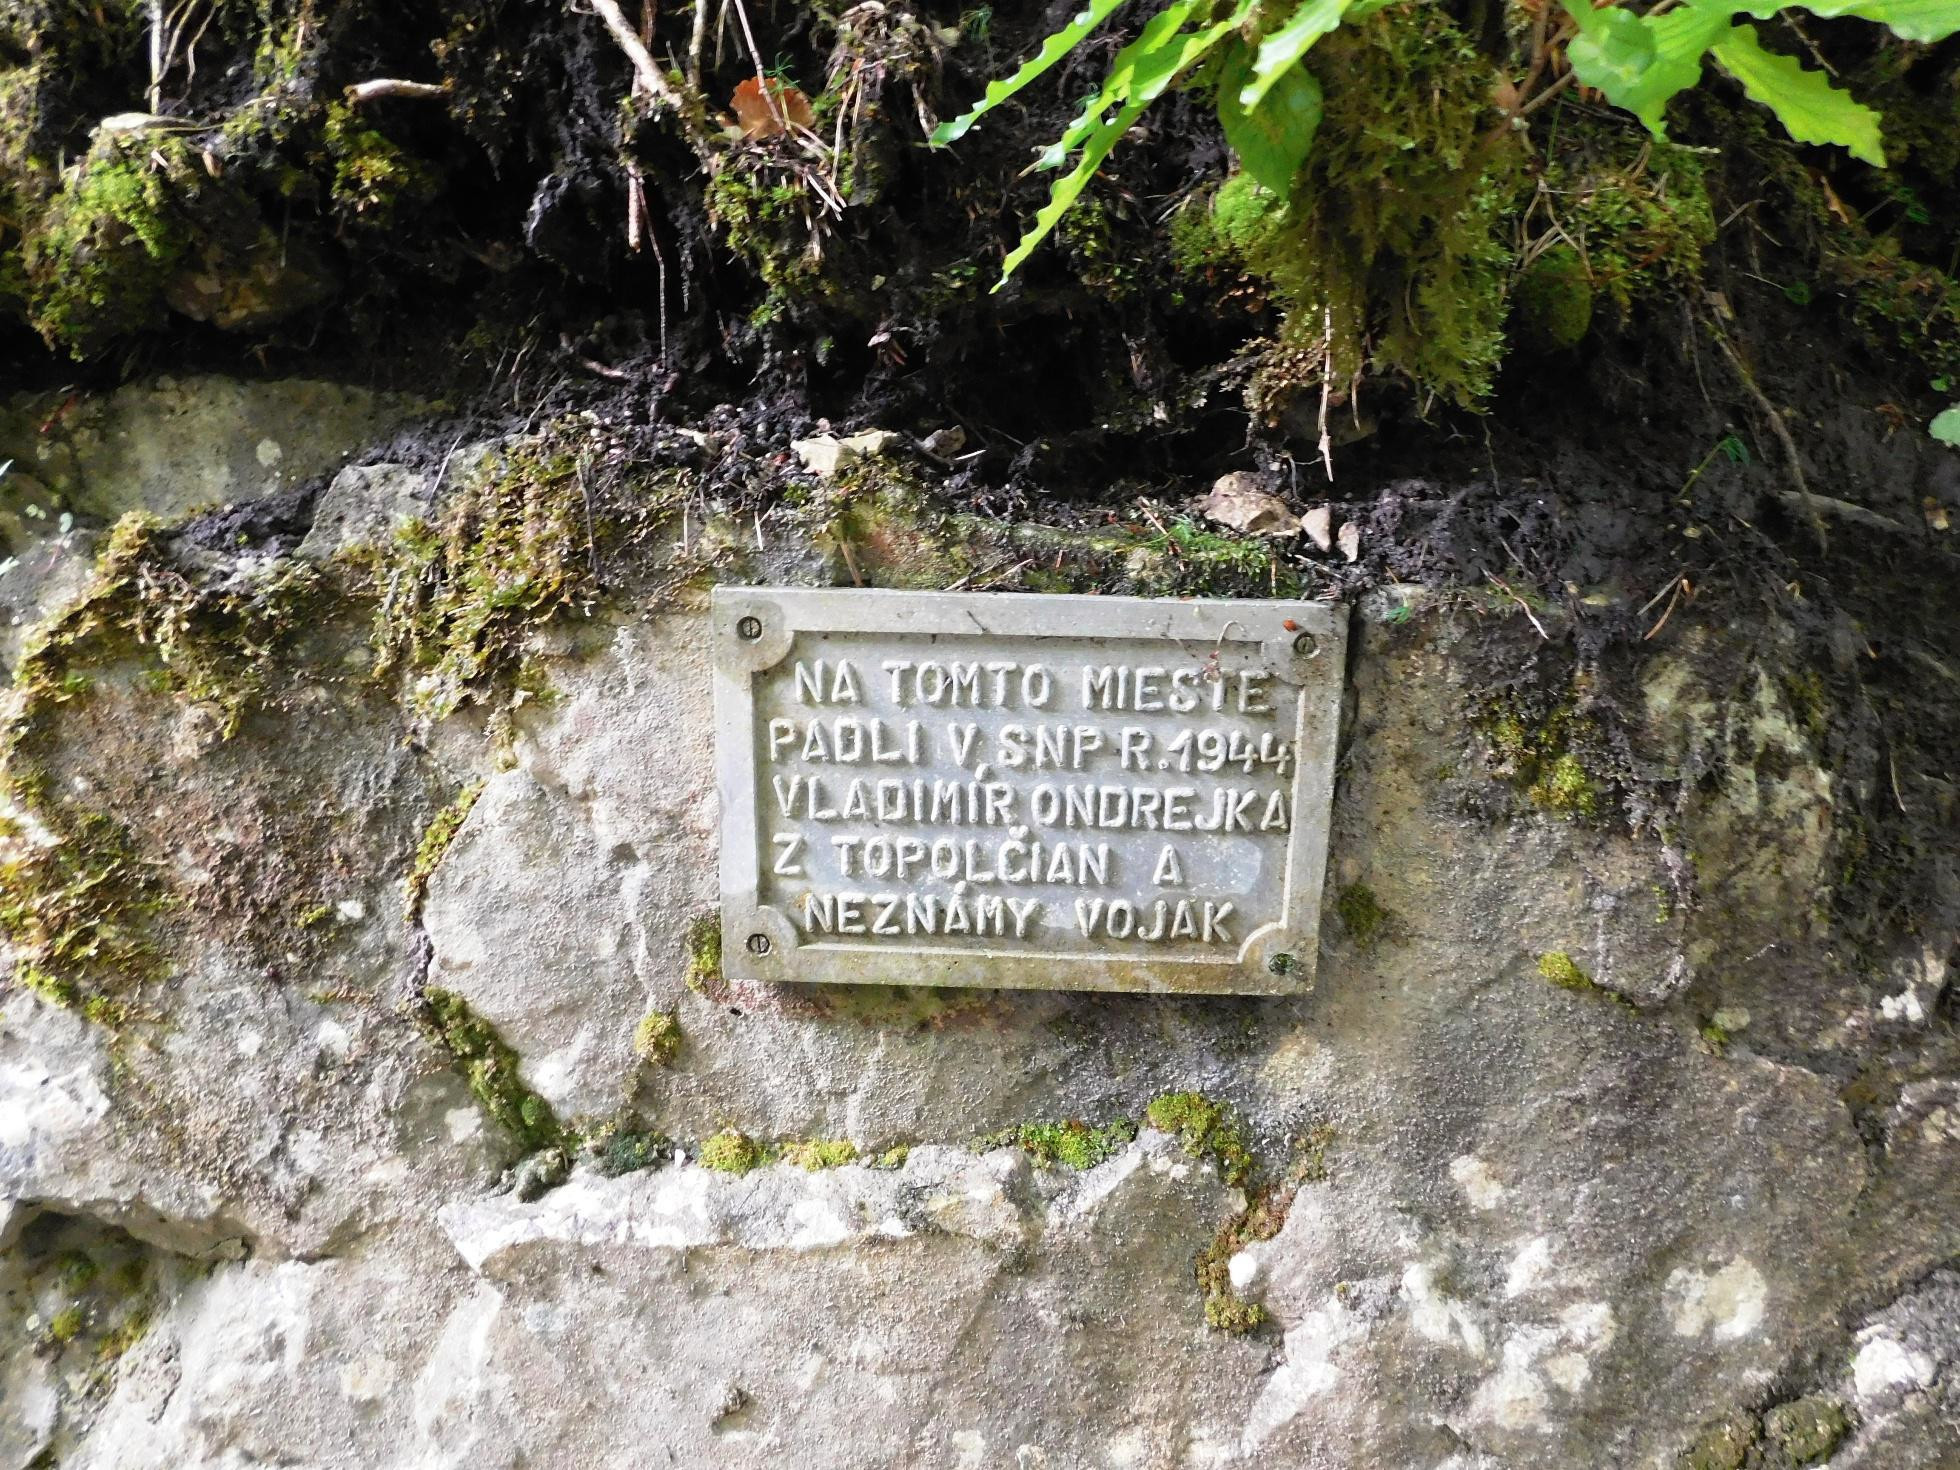 NA TOMTO MIESTE
PADLI V SNP R.1944
VLADIMÍR ONDREJKA
Z TOPOLČIAN A
NEZNÁMY VOJAK